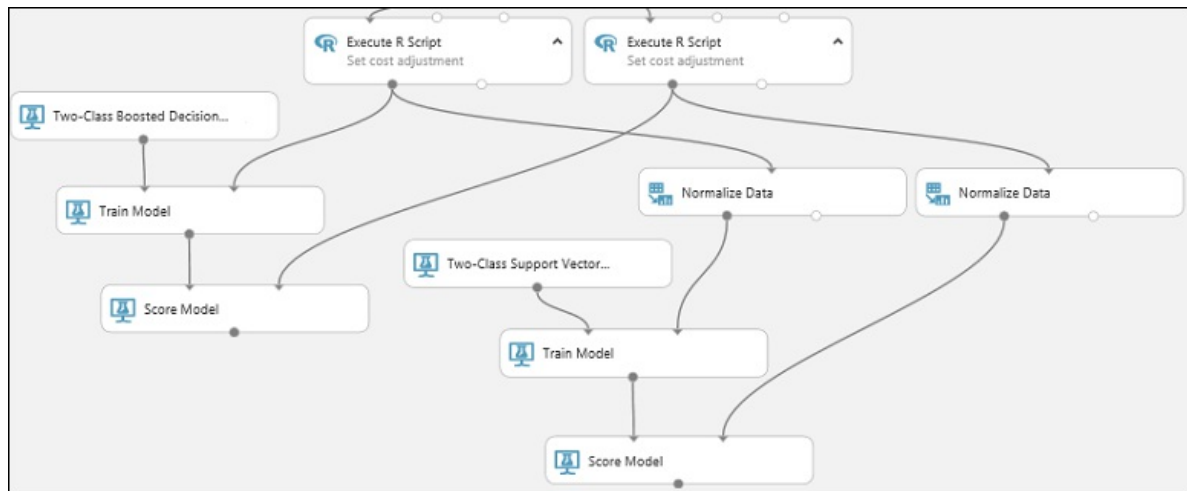 Execute R Script
Set cost adjustment
Execute R Script
Set cost adjustment
Two-Class Boosted Decision...
Train Model
Normalize Data
Normalize Data
Two-Class Support Vector...
Score Model
Train Model
Score Model